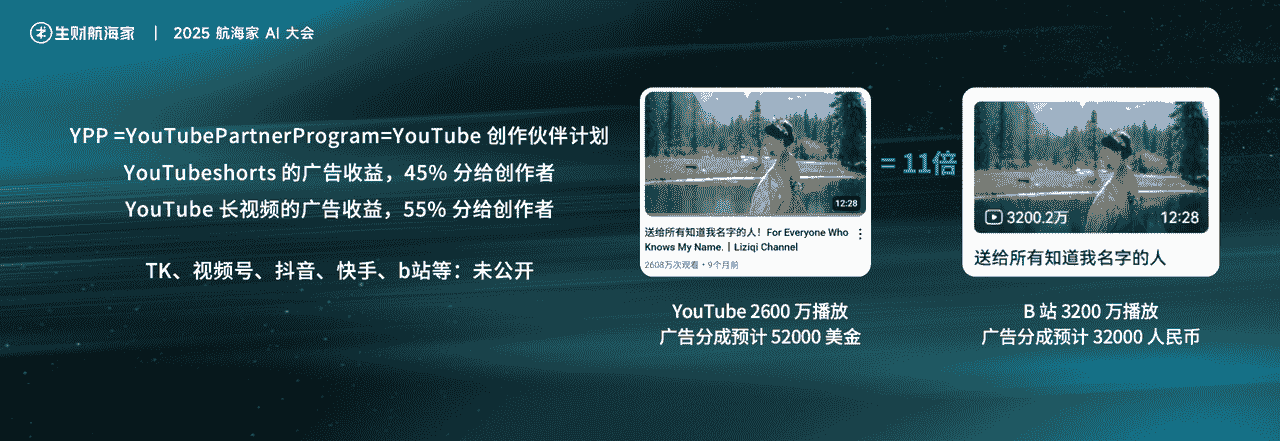 生财航海家 | 2025 航海家 AI 大会
YPP =YouTubePartnerProgram=YouTube 创作伙伴计划
YouTubeshorts 的广告收益，45% 分给创作者
YouTube 长视频的广告收益，55% 分给创作者
TK、视频号、抖音、快手、b站等：未公开
12:28
送给所有知道我名字的人！For Everyone Who
Knows My Name.丨Liziqi Channel
2608万次观看・9个月前
YouTube 2600 万播放
广告分成预计 52000 美金
= 11倍
3200.2万
12:28
送给所有知道我名字的人
B 站 3200 万播放
广告分成预计 32000 人民币